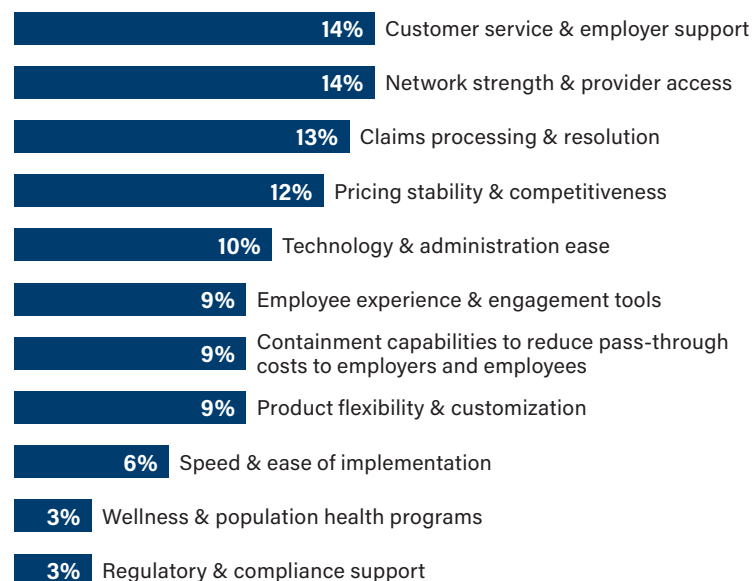 14% Customer service & employer support
14% Network strength & provider access
13% Claims processing & resolution
12% Pricing stability & competitiveness
10% Technology & administration ease
9% Employee experience & engagement tools
9% Containment capabilities to reduce pass-through
costs to employers and employees
9% Product flexibility & customization
6% Speed & ease of implementation
3% Wellness & population health programs
3% Regulatory & compliance support